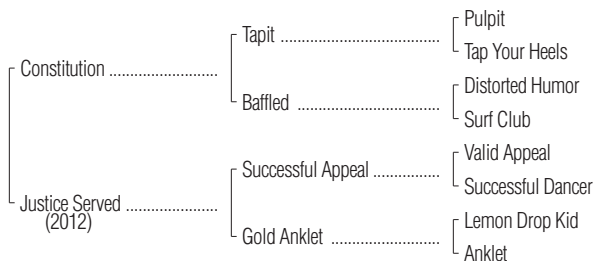 Pulpit
Tapit ........................
Tap Your Heels
Constitution .........................
Distorted Humor
Baffled ........................
Surf Club
Valid Appeal
Successful Appeal ...............
Successful Dancer
Justice Served .....................
(2012)
Lemon Drop Kid
Gold Anklet .........................
Anklet